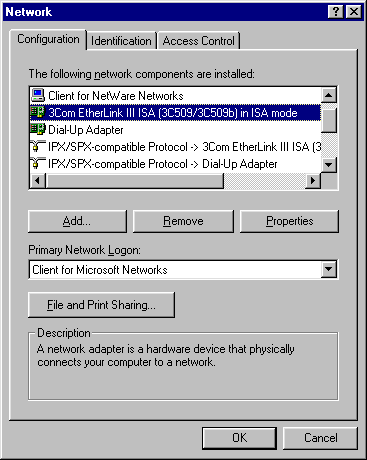 Network
Configuration Identification Access Control
The following network components are installed:
Client for NetWare Networks
3Com EtherLink III ISA (3C509/3C509b) in ISA mode
Dial-Up Adapter
IPX/SPX-compatible Protocol -> 3Com EtherLink III ISA (3
IPX/SPX-compatible Protocol -> Dial-Up Adapter
Add... Remove Properties
Primary Network Logon:
Client for Microsoft Networks
File and Print Sharing...
Description
A network adapter is a hardware device that physically
connects your computer to a network.
OK Cancel